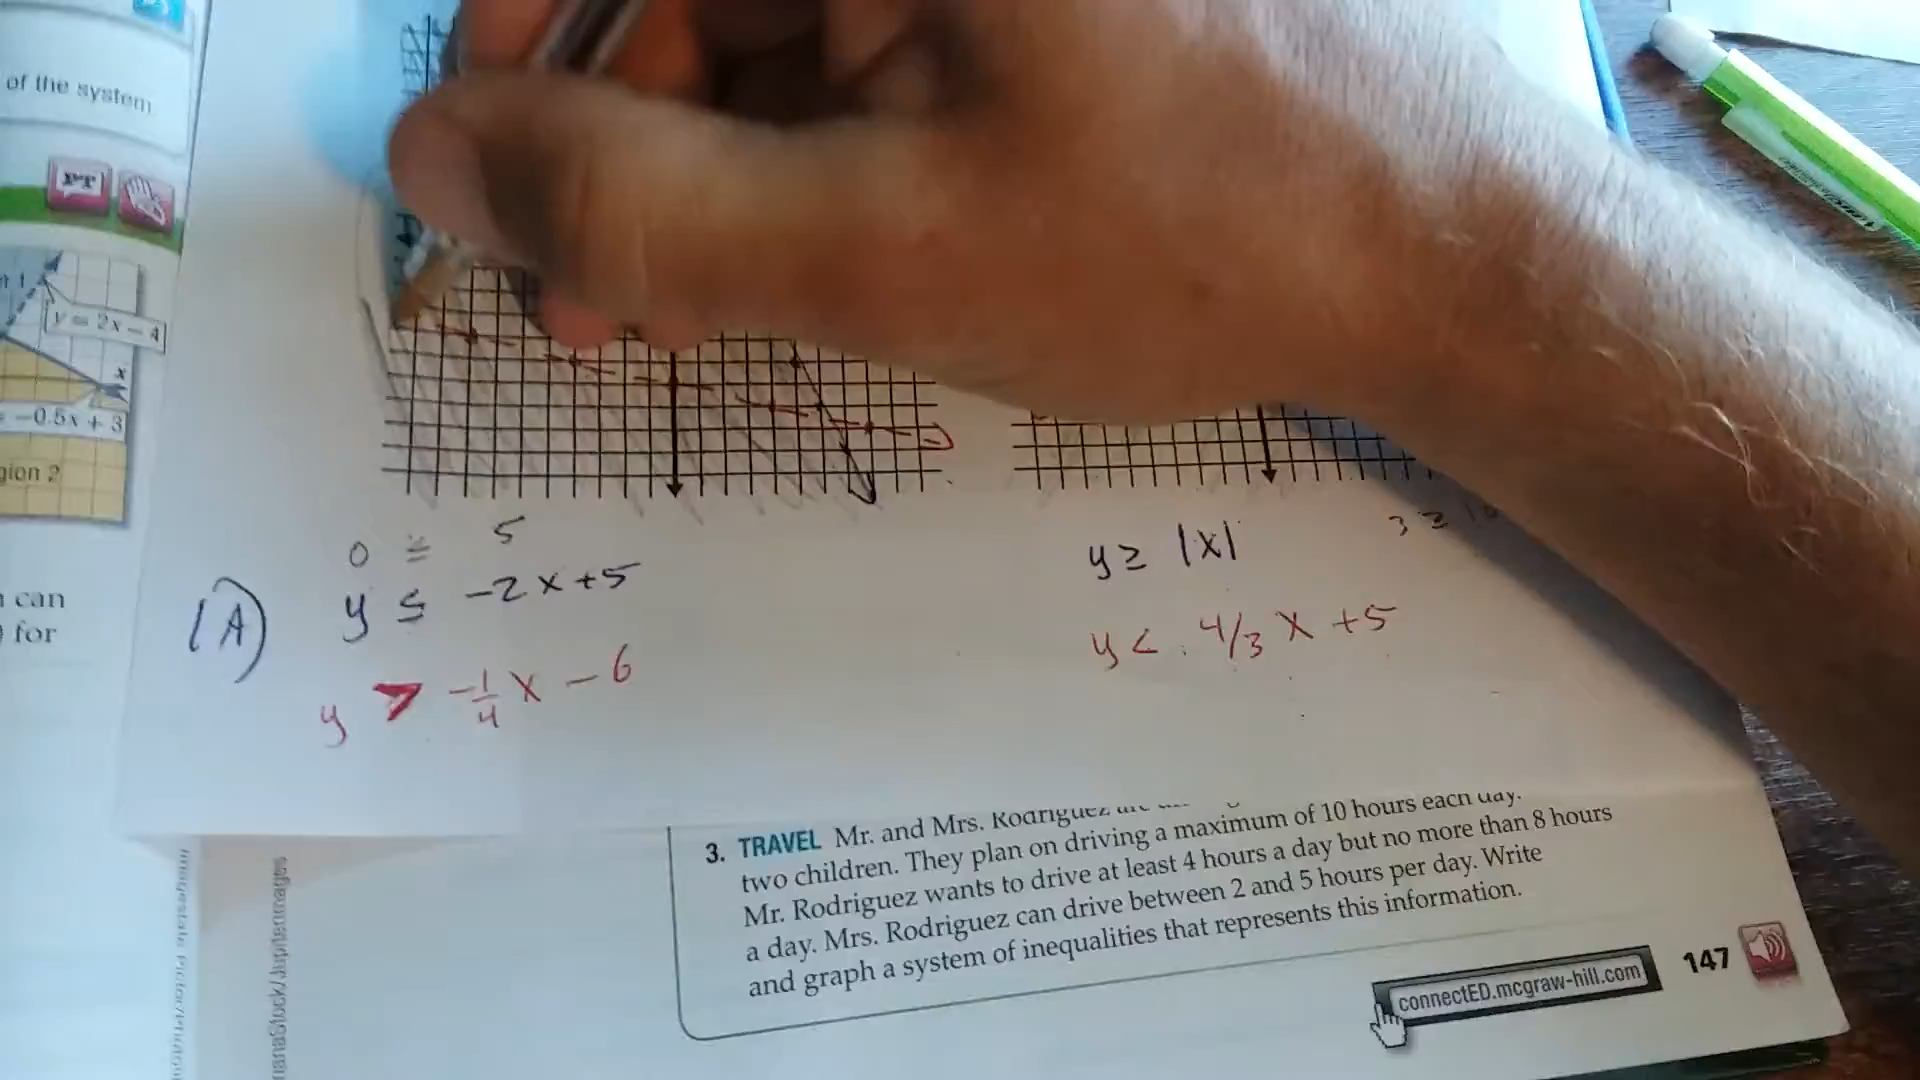 of the system
PT
y = 2x − 4
x
−0.5x + 3
gion 2
can
for
0 ≤ 5
(A) y ≤ -2x+5
y > -1/4 x - 6
y ≥ |x|
y < 4/3 x +5
3 ≥
3. TRAVEL Mr. and Mrs. Rodriguez
two children. They plan on driving a maximum of 10 hours each day.
Mr. Rodriguez wants to drive at least 4 hours a day but no more than 8 hours
a day. Mrs. Rodriguez can drive between 2 and 5 hours per day. Write
and graph a system of inequalities that represents this information.
connectED.mcgraw-hill.com
147